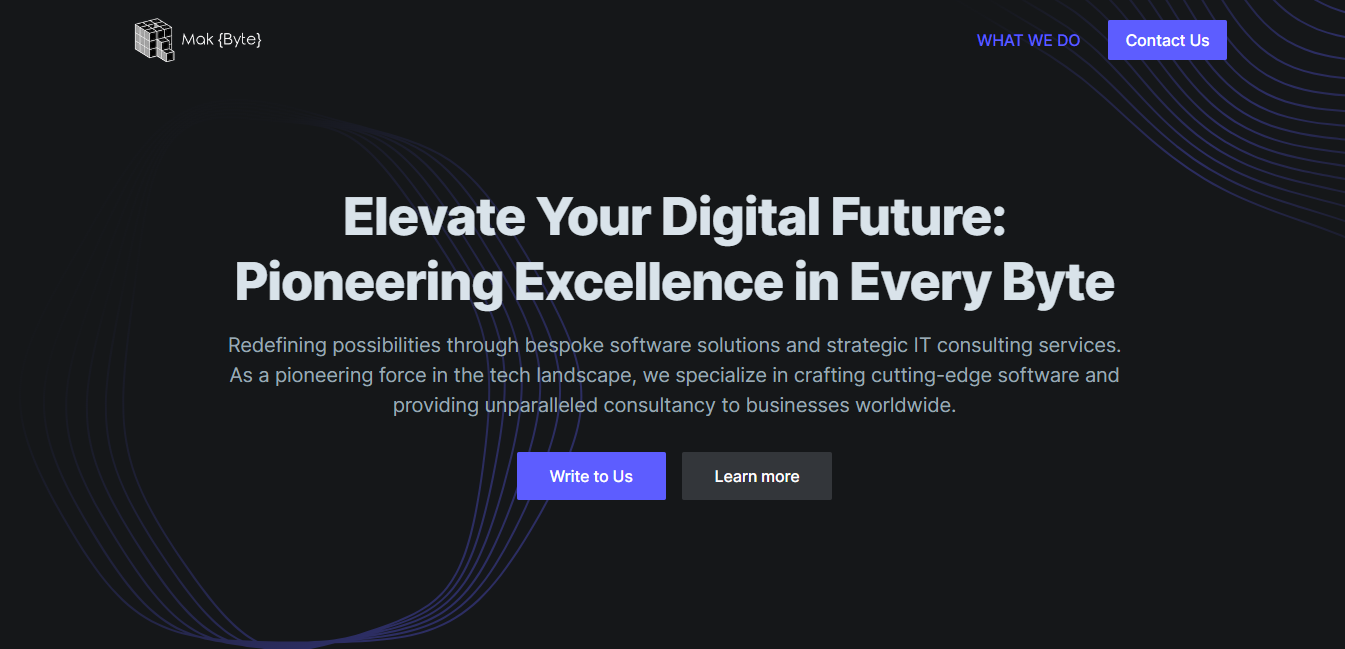 Mak {Byte}
WHAT WE DO
Contact Us
Elevate Your Digital Future:
Pioneering Excellence in Every Byte
Redefining possibilities through bespoke software solutions and strategic IT consulting services.
As a pioneering force in the tech landscape, we specialize in crafting cutting-edge software and
providing unparalleled consultancy to businesses worldwide.
Write to Us
Learn more